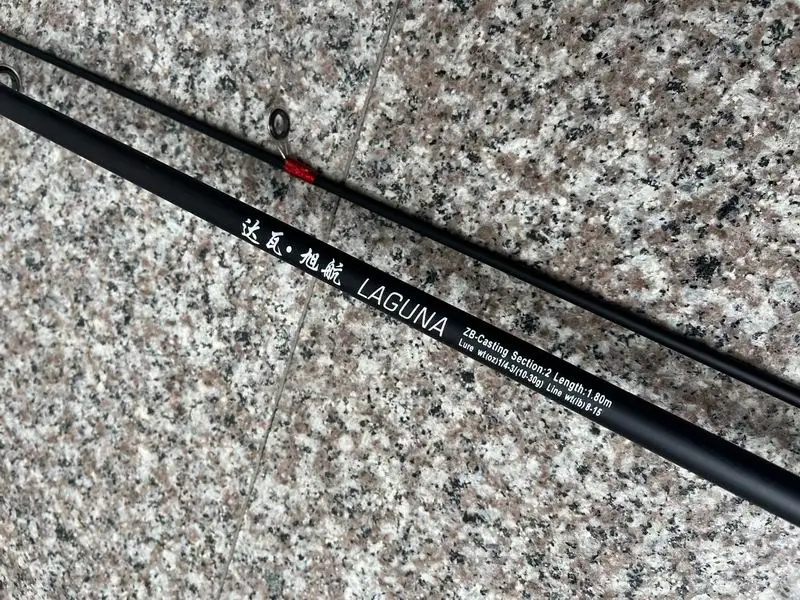 达瓦·旭航 LAGUNA
ZB-Casting Section:2 Length:1.80m
Lure wt(oz)1/4-3/(10-30g) Line wt(lb)8-15